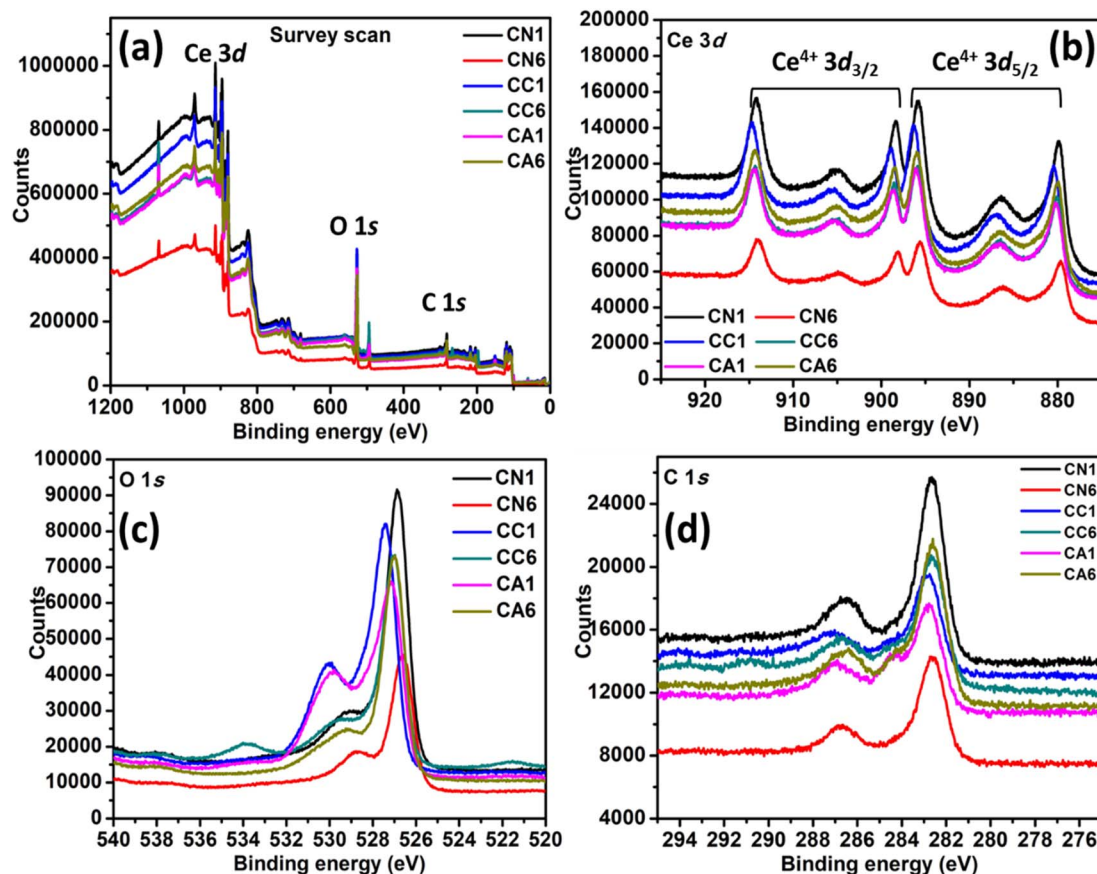 (a)
Survey scan
Ce 3d
O 1s
C 1s
CN1
CN6
CC1
CC6
CA1
CA6
Counts
1000000
800000
600000
400000
200000
0
1200 1000 800 600 400 200 0
Binding energy (eV)
Ce 3d
(b)
Ce⁴⁺ 3d₃/₂ Ce⁴⁺ 3d₅/₂
Counts
200000
180000
160000
140000
120000
100000
80000
60000
40000
20000
0
CN1 CN6
CC1 CC6
CA1 CA6
920 910 900 890 880
Binding energy (eV)
O 1s
(c)
CN1
CN6
CC1
CC6
CA1
CA6
Counts
100000
90000
80000
70000
60000
50000
40000
30000
20000
10000
0
540 538 536 534 532 530 528 526 524 522 520
Binding energy (eV)
C 1s
(d)
CN1
CN6
CC1
CC6
CA1
CA6
Counts
24000
20000
16000
12000
8000
4000
294 292 290 288 286 284 282 280 278 276
Binding energy (eV)